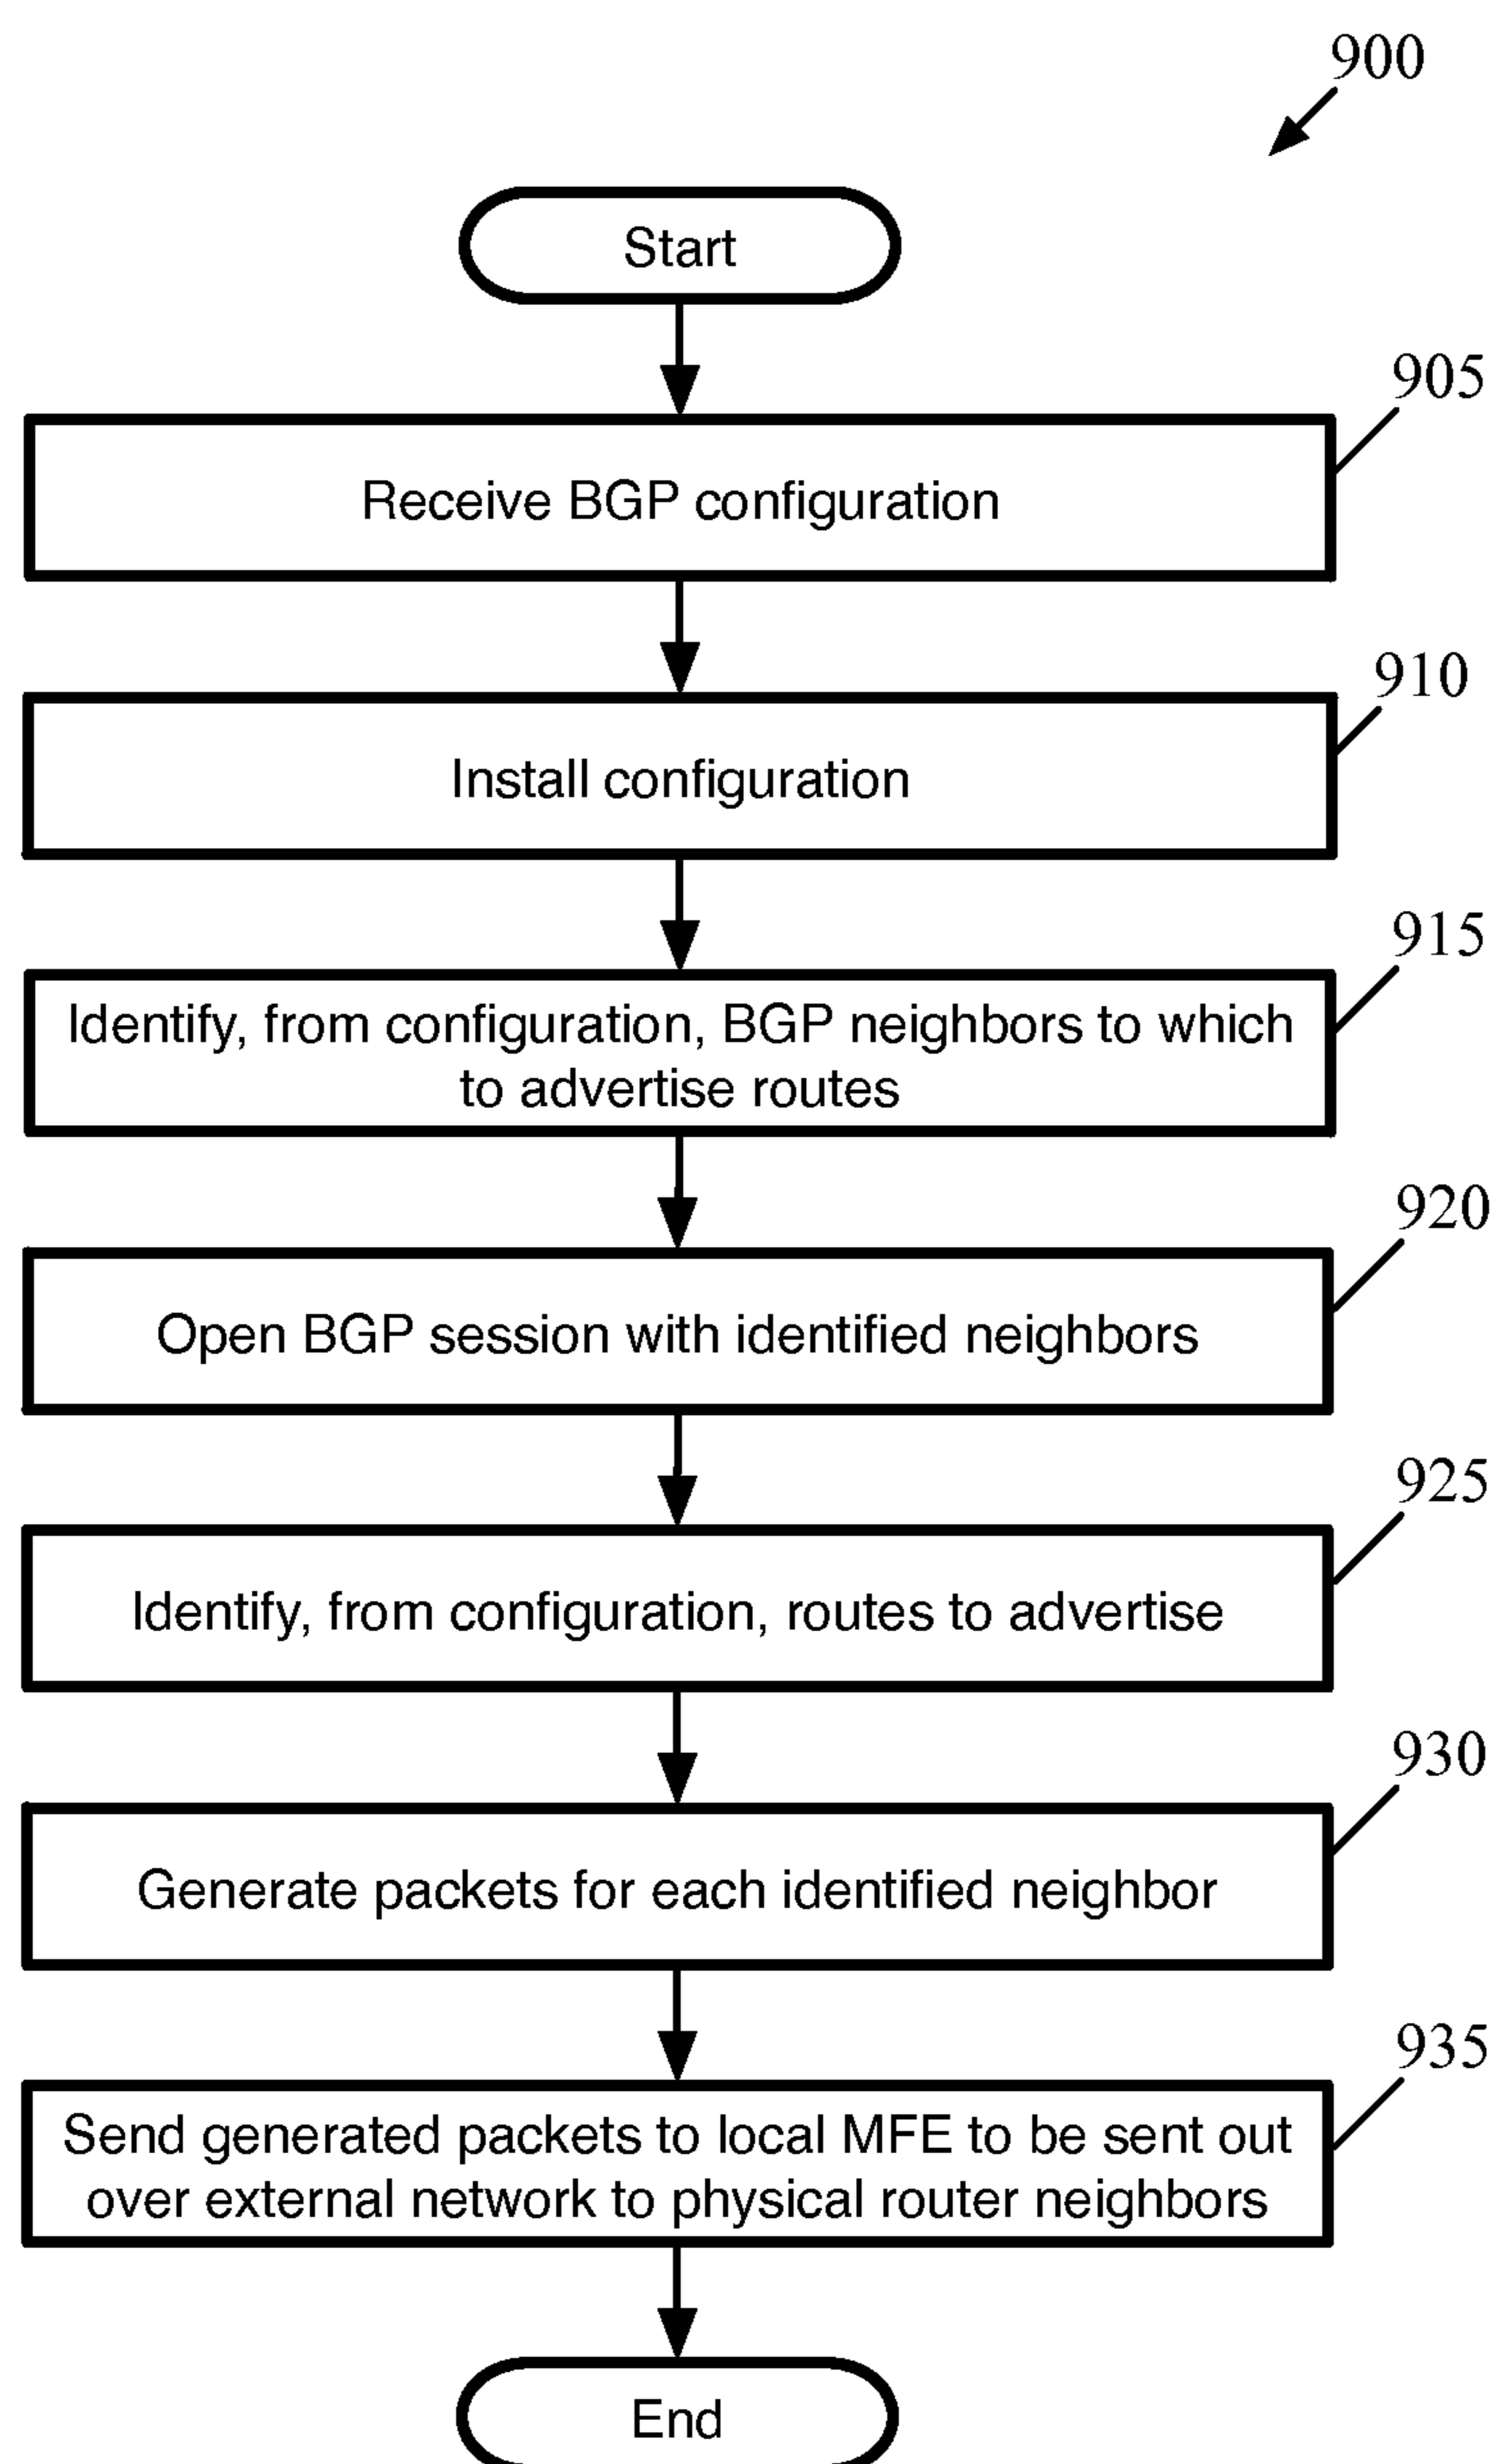 900
Start
905
Receive BGP configuration
910
Install configuration
915
Identify, from configuration, BGP neighbors to which
to advertise routes
920
Open BGP session with identified neighbors
925
Identify, from configuration, routes to advertise
930
Generate packets for each identified neighbor
935
Send generated packets to local MFE to be sent out
over external network to physical router neighbors
End